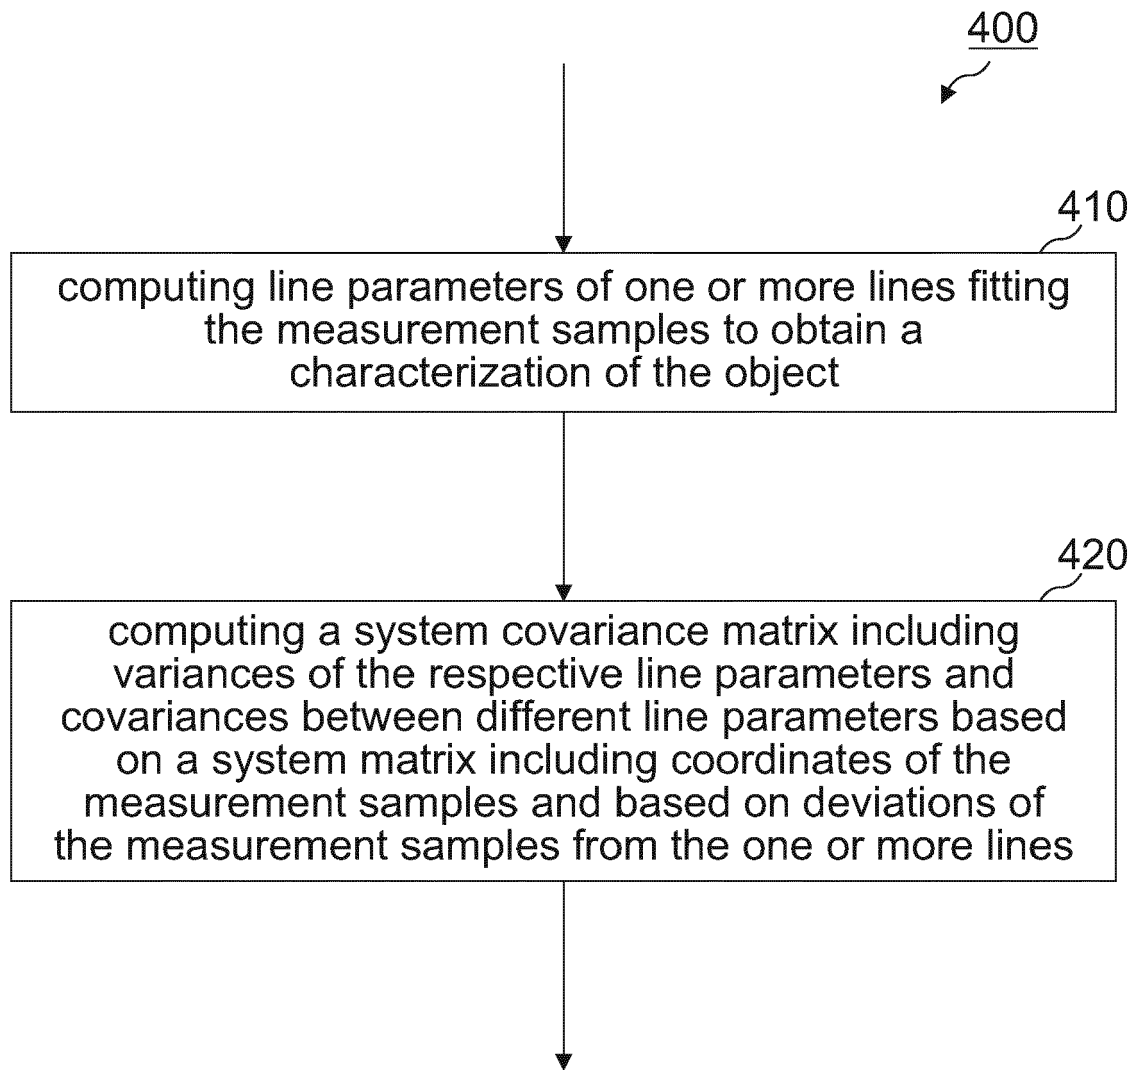 400
410
computing line parameters of one or more lines fitting
the measurement samples to obtain a
characterization of the object
420
computing a system covariance matrix including
variances of the respective line parameters and
covariances between different line parameters based
on a system matrix including coordinates of the
measurement samples and based on deviations of
the measurement samples from the one or more lines